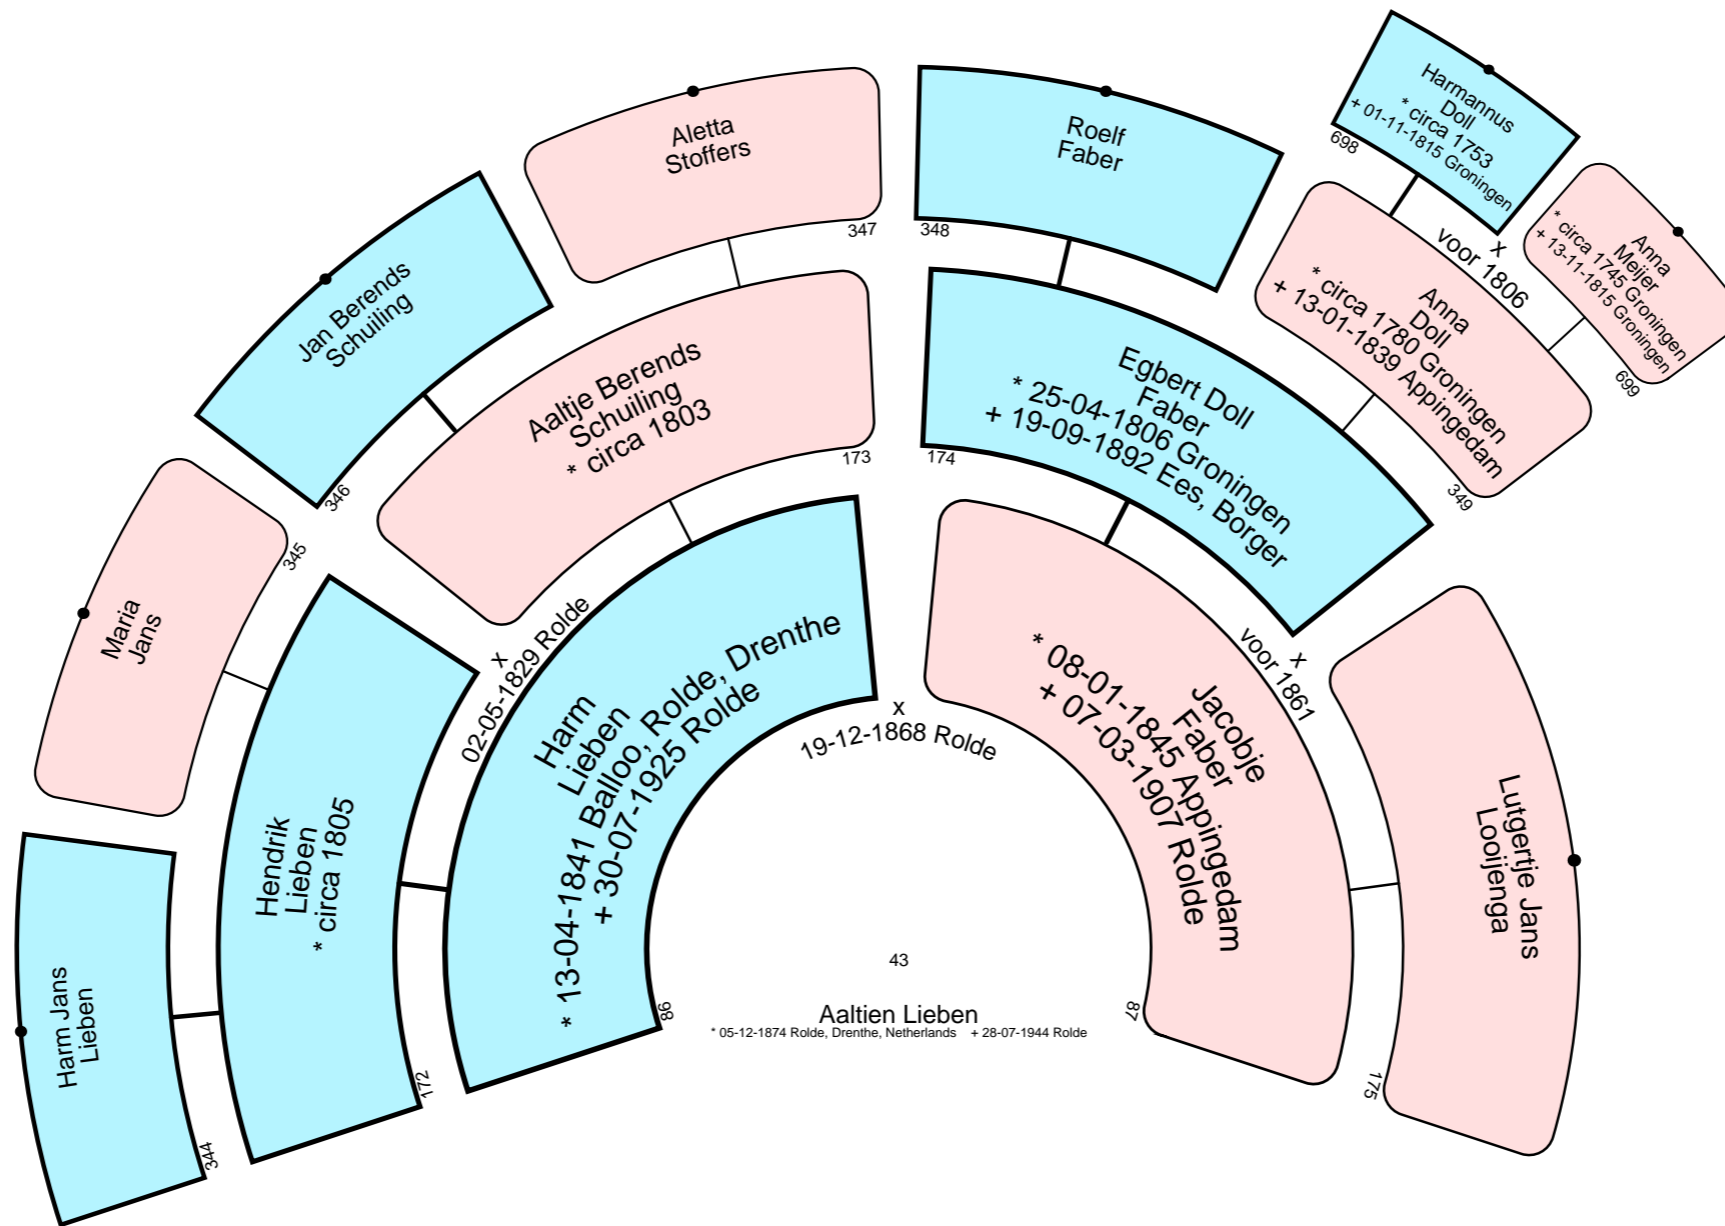 Harmannus
Doll
* circa 1753
+ 01-11-1815 Groningen
698
x
voor 1806
Anna
Meijer
* circa 1745 Groningen
+ 13-11-1815 Groningen
699
Aletta
Stoffers
347
Roelf
Faber
348
Anna
Doll
* circa 1780 Groningen
+ 13-01-1839 Appingedam
349
Jan Berends
Schuiling
346
Maria
Jans
345
Harm Jans
Lieben
344
Aaltje Berends
Schuiling
* circa 1803
173
Egbert Doll
Faber
* 25-04-1806 Groningen
+ 19-09-1892 Ees, Borger
174
Hendrik
Lieben
* circa 1805
172
x
02-05-1829 Rolde
x
voor 1861
Lutgertje Jans
Looijenga
175
Harm
Lieben
* 13-04-1841 Balloo, Rolde, Drenthe
+ 30-07-1925 Rolde
86
x
19-12-1868 Rolde
Jacobje
Faber
* 08-01-1845 Appingedam
+ 07-03-1907 Rolde
87
43
Aaltien Lieben
* 05-12-1874 Rolde, Drenthe, Netherlands + 28-07-1944 Rolde